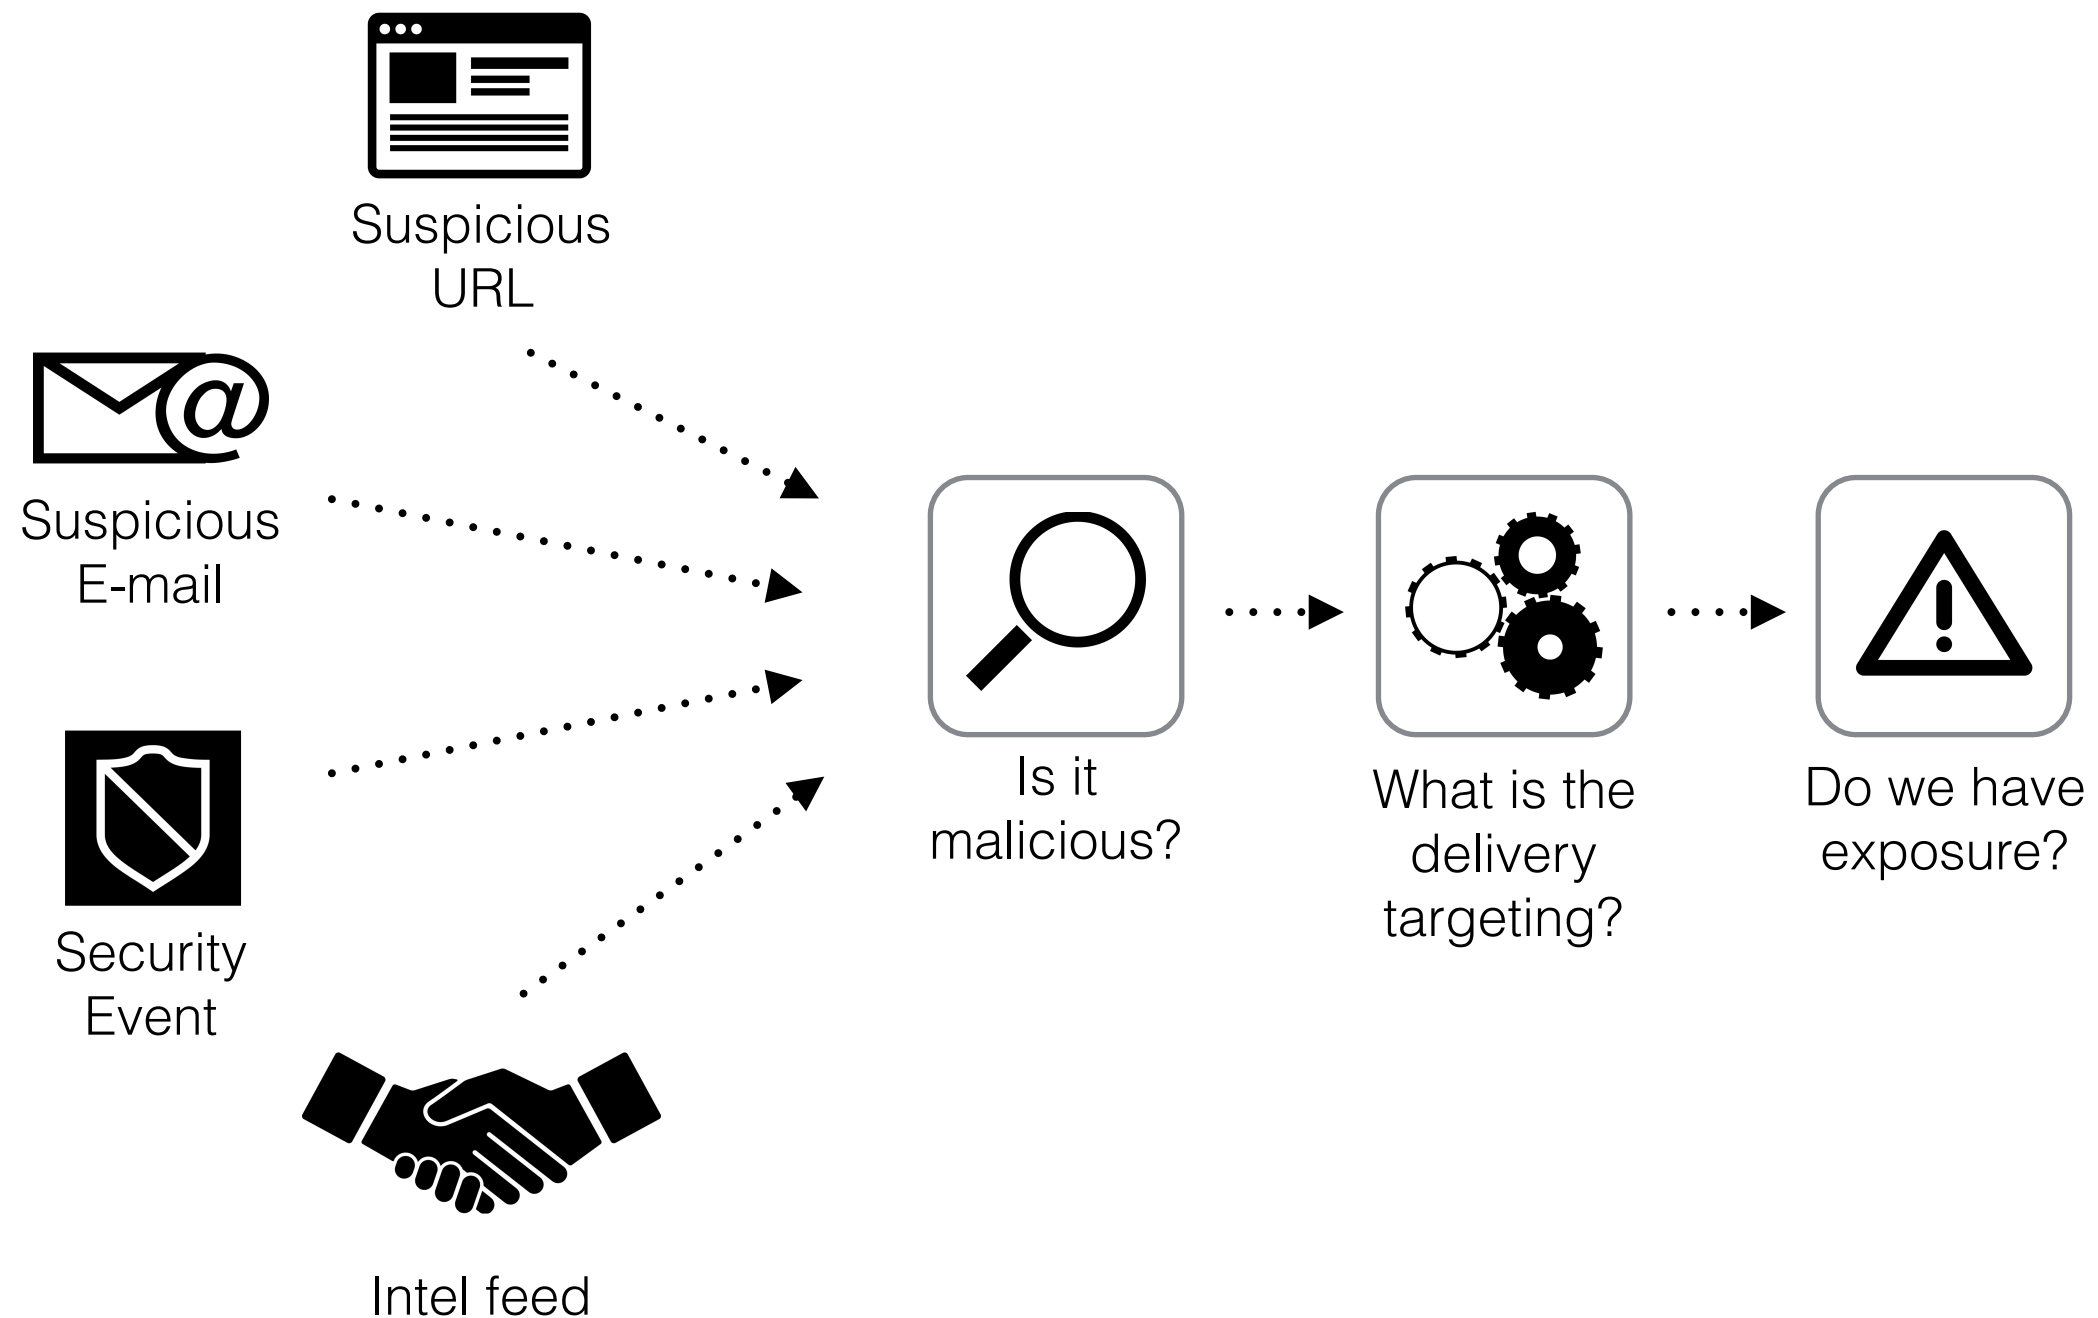 Suspicious
URL
Suspicious
E-mail
Security
Event
Intel feed
Is it
malicious?
What is the
delivery
targeting?
Do we have
exposure?